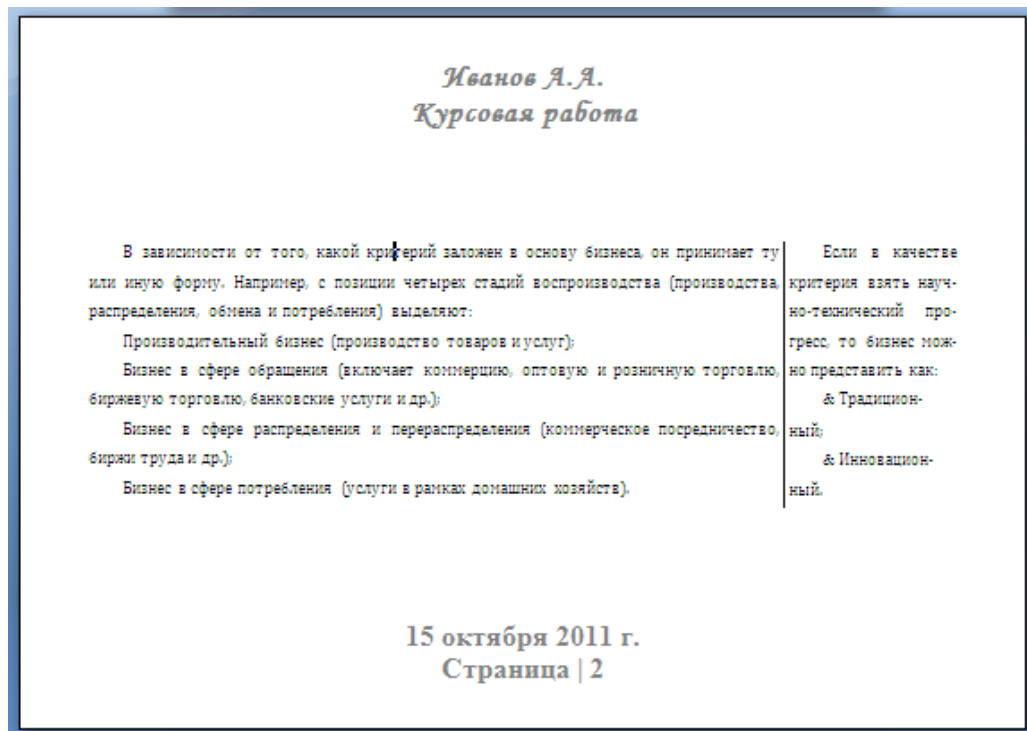 Иванов А.А.
Курсовая работа
В зависимости от того, какой критерий заложен в основу бизнеса, он принимает ту
или иную форму. Например, с позиции четырех стадий воспроизводства (производства,
распределения, обмена и потребления) выделяют:
Производительный бизнес (производство товаров и услуг);
Бизнес в сфере обращения (включает коммерцию, оптовую и розничную торговлю,
биржевую торговлю, банковские услуги и др.);
Бизнес в сфере распределения и перераспределения (коммерческое посредничество,
биржи труда и др.);
Бизнес в сфере потребления (услуги в рамках домашних хозяйств).
Если в качестве
критерия взять науч-
но-технический про-
гресс, то бизнес мож-
но представить как:
& Традицион-
ный;
& Инновацион-
ный.
15 октября 2011 г.
Страница | 2